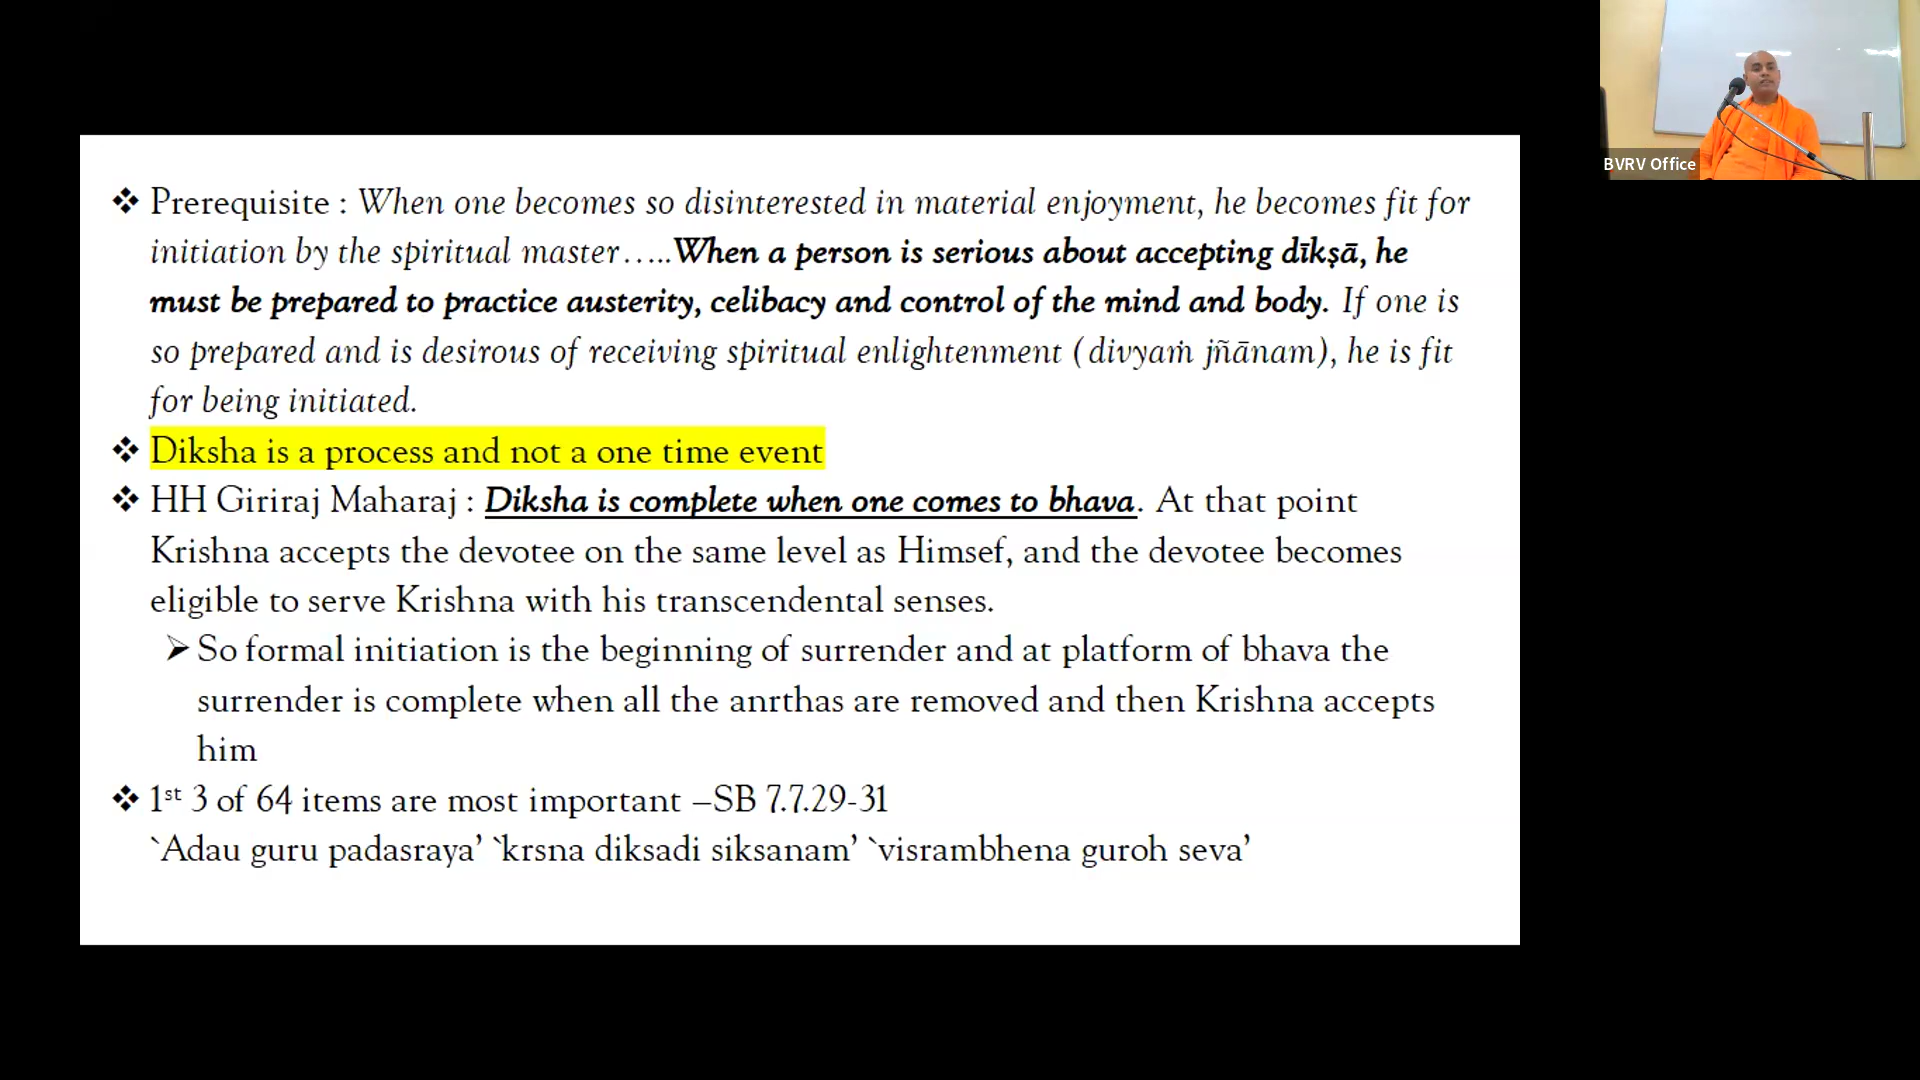 ❖ Prerequisite : When one becomes so disinterested in material enjoyment, he becomes fit for
initiation by the spiritual master…..When a person is serious about accepting dīkṣā, he
must be prepared to practice austerity, celibacy and control of the mind and body. If one is
so prepared and is desirous of receiving spiritual enlightenment (divyaṁ jñānam), he is fit
for being initiated.
❖ Diksha is a process and not a one time event
❖ HH Giriraj Maharaj : Diksha is complete when one comes to bhava. At that point
Krishna accepts the devotee on the same level as Himsef, and the devotee becomes
eligible to serve Krishna with his transcendental senses.
➢ So formal initiation is the beginning of surrender and at platform of bhava the
surrender is complete when all the anrthas are removed and then Krishna accepts
him
❖ 1st 3 of 64 items are most important –SB 7.7.29-31
`Adau guru padasraya’ `krsna diksadi siksanam’ `visrambhena guroh seva’
BVRV Office